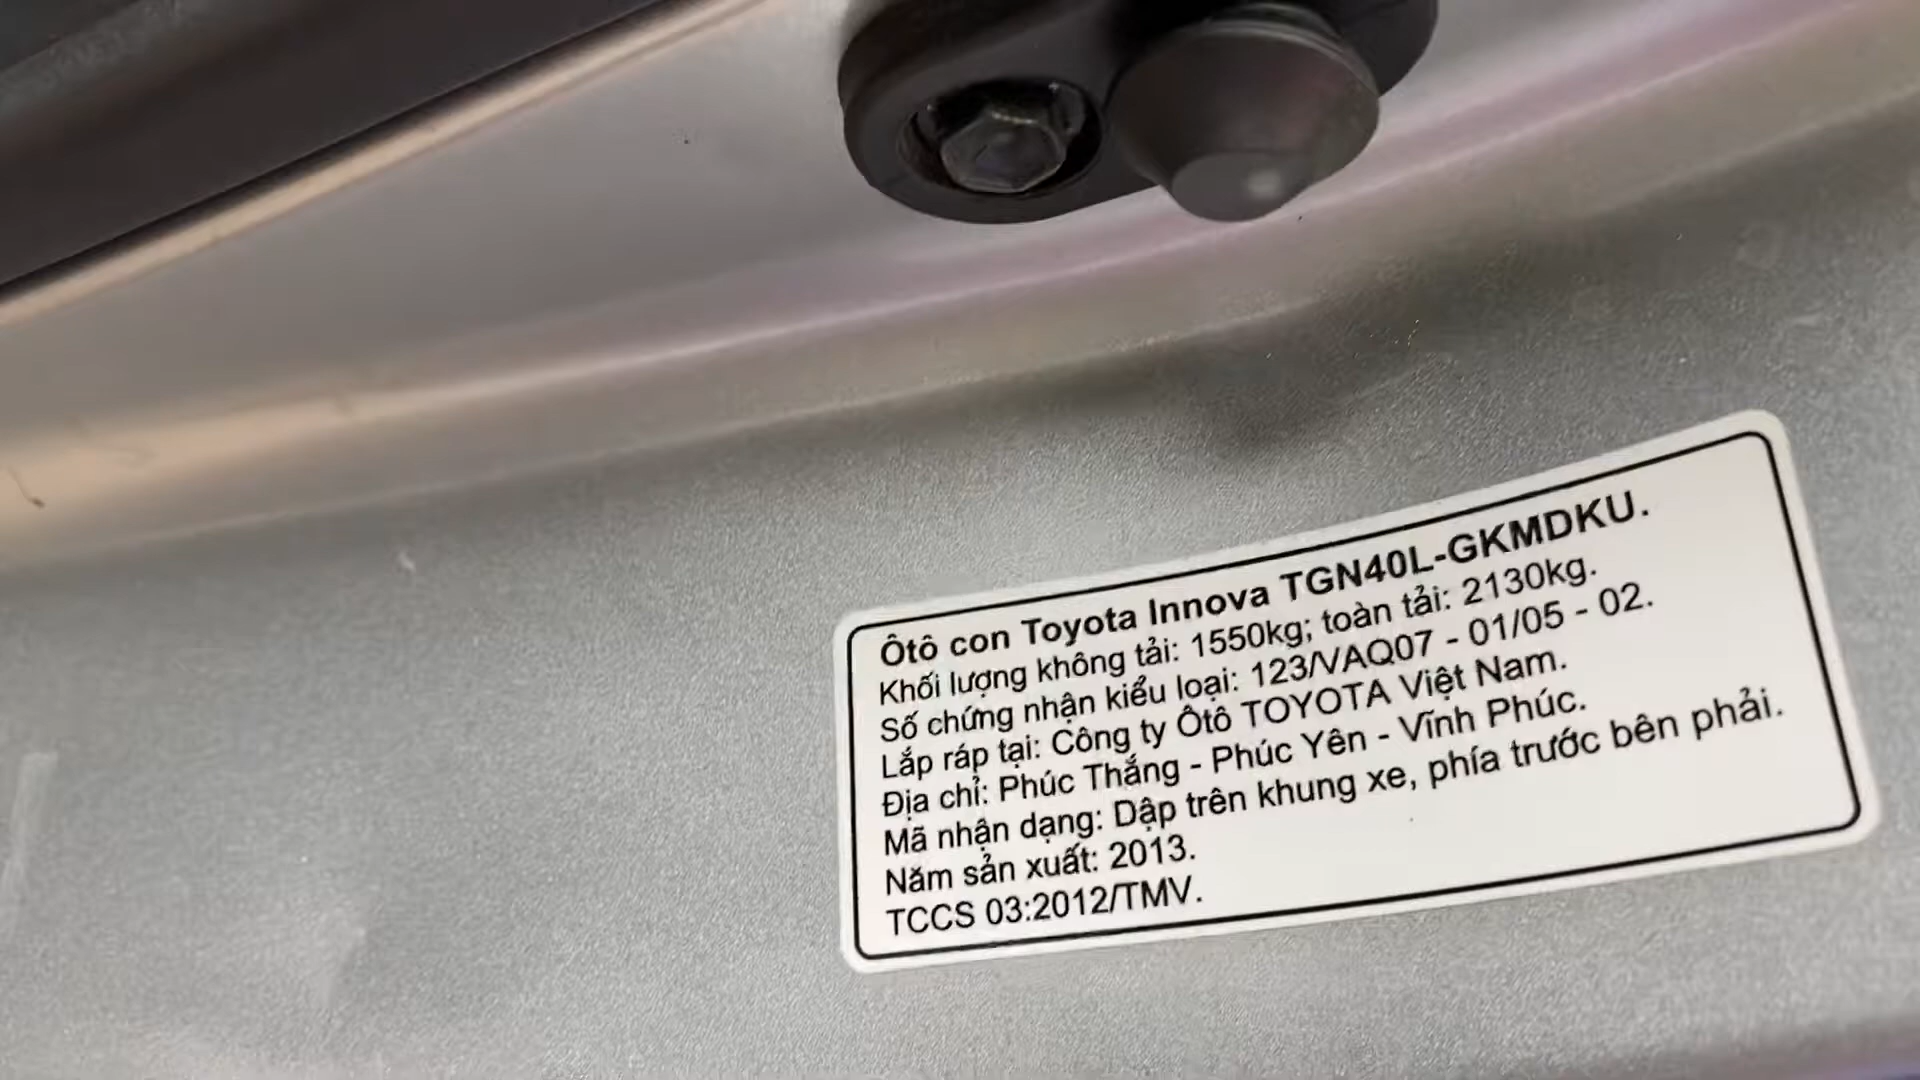 Ôtô con Toyota Innova TGN40L-GKMDKU.
Khối lượng không tải: 1550kg; toàn tải: 2130kg.
Số chứng nhận kiểu loại: 123/VAQ07 - 01/05 - 02.
Lắp ráp tại: Công ty Ôtô TOYOTA Việt Nam.
Địa chỉ: Phúc Thắng - Phúc Yên - Vĩnh Phúc.
Mã nhận dạng: Dập trên khung xe, phía trước bên phải.
Năm sản xuất: 2013.
TCCS 03:2012/TMV.